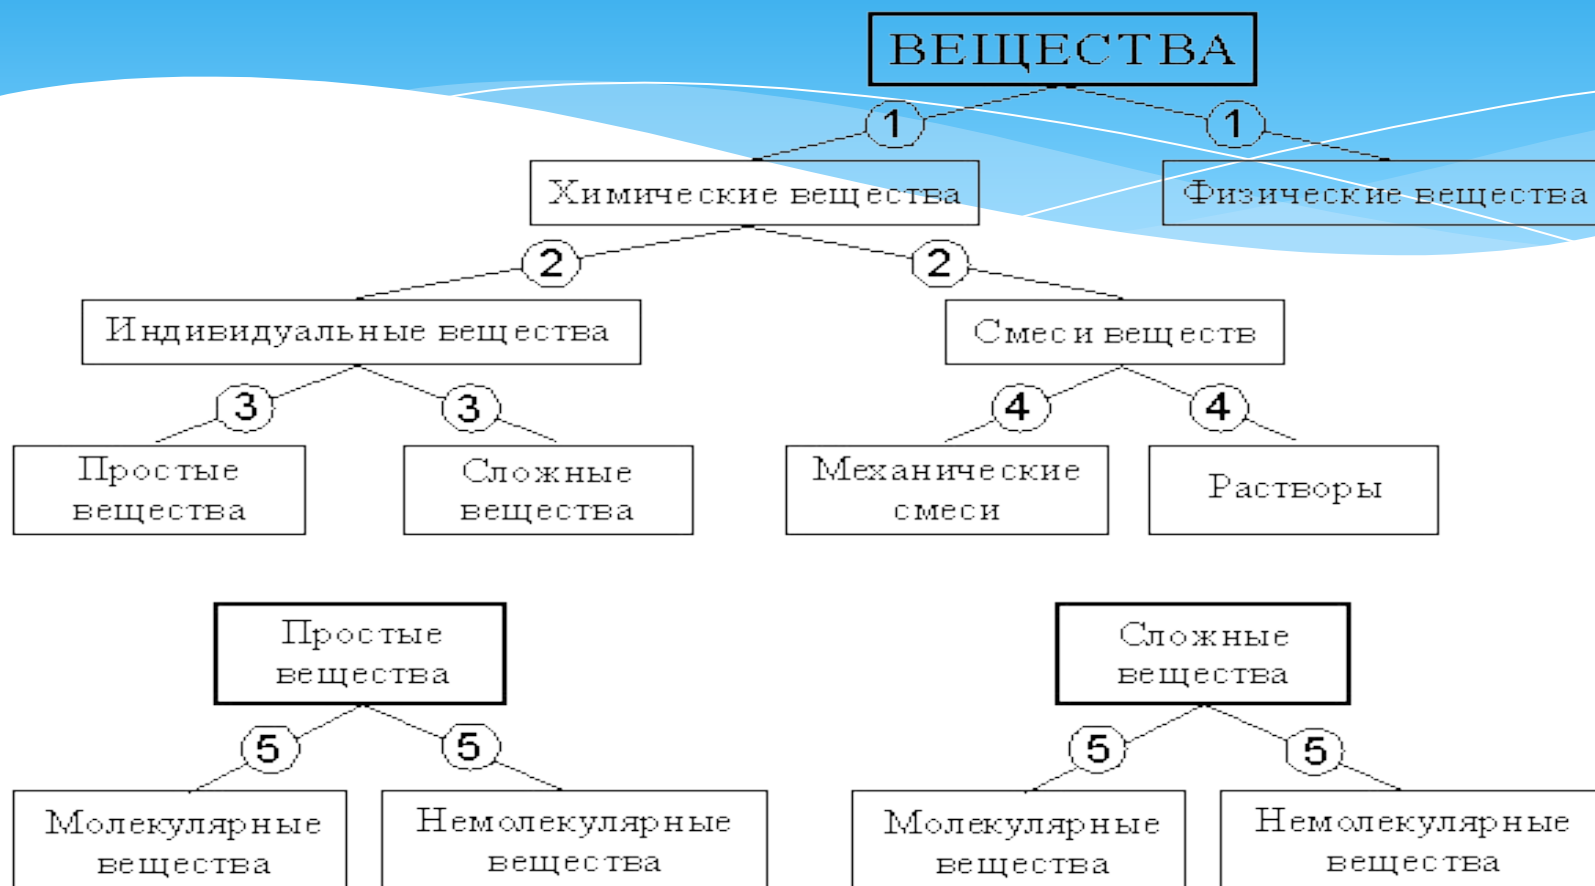 ВЕЩЕСТВА
1 1
Химические вещества Физические вещества
2 2
Индивидуальные вещества Смеси веществ
3 3 4 4
Простые
вещества
Сложные
вещества
Механические
смеси
Растворы
Простые
вещества
Сложные
вещества
5 5 5 5
Молекулярные
вещества
Немолекулярные
вещества
Молекулярные
вещества
Немолекулярные
вещества